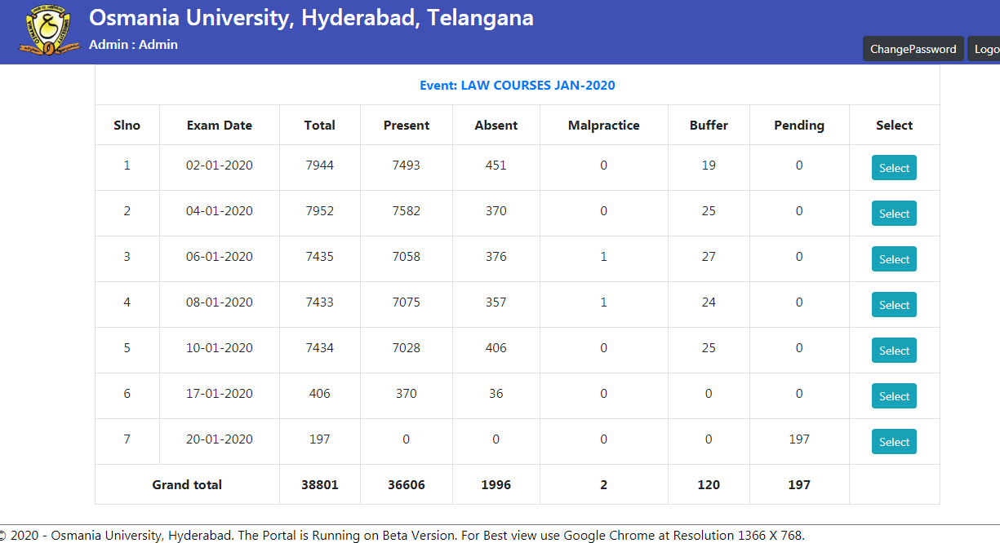 Osmania University, Hyderabad, Telangana
Admin : Admin
ChangePassword Logo
Event: LAW COURSES JAN-2020
Slno Exam Date Total Present Absent Malpractice Buffer Pending Select
1 02-01-2020 7944 7493 451 0 19 0 Select
2 04-01-2020 7952 7582 370 0 25 0 Select
3 06-01-2020 7435 7058 376 1 27 0 Select
4 08-01-2020 7433 7075 357 1 24 0 Select
5 10-01-2020 7434 7028 406 0 25 0 Select
6 17-01-2020 406 370 36 0 0 0 Select
7 20-01-2020 197 0 0 0 0 197 Select
Grand total 38801 36606 1996 2 120 197
© 2020 - Osmania University, Hyderabad. The Portal is Running on Beta Version. For Best view use Google Chrome at Resolution 1366 X 768.